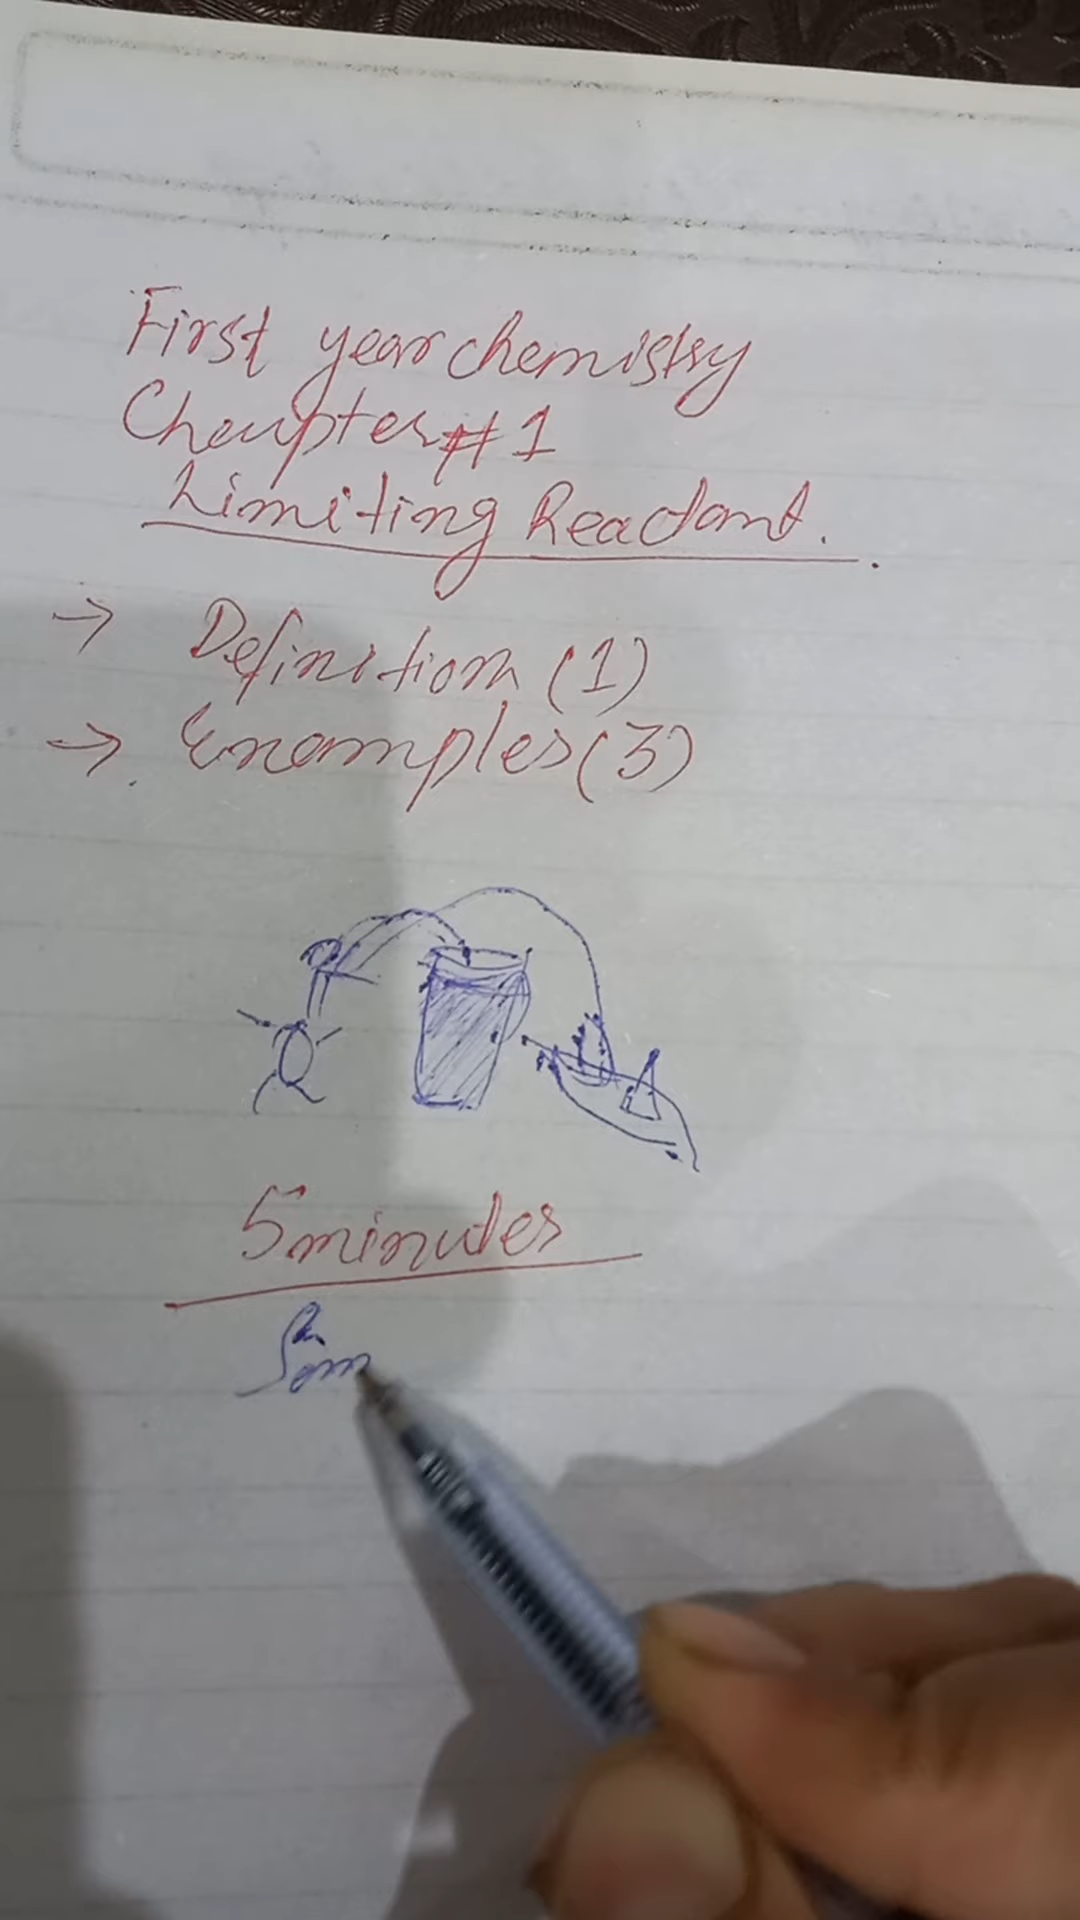 First year chemistry
Chapter # 1
Limiting Reactant.
→ Definition (1)
→ Examples (3)
5 minutes